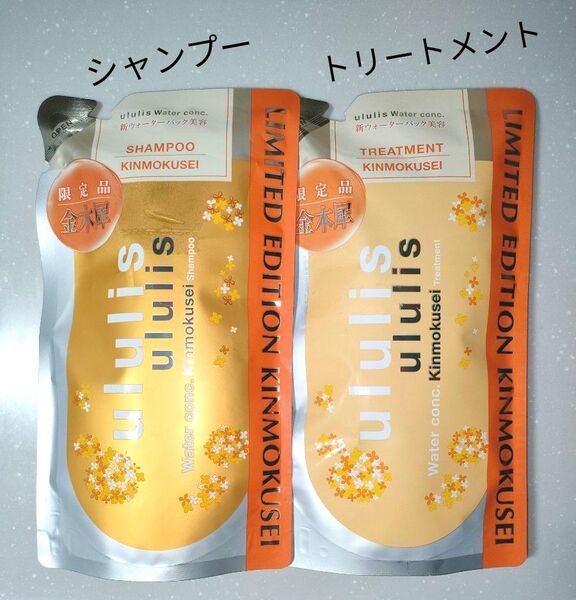 シャンプー
トリートメント
OPEN
ululis Water conc.
新ウォーターパック美容
SHAMPOO
KINMOKUSEI
限定品
金木犀
ululis
ululis
Water conc. Kinmokusei Shampoo
LIMITED EDITION KINMOKUSEI
ululis Water conc.
新ウォーターパック美容
TREATMENT
KINMOKUSEI
限定品
金木犀
ululis
ululis
Water conc. Kinmokusei Treatment
LIMITED EDITION KINMOKUSEI